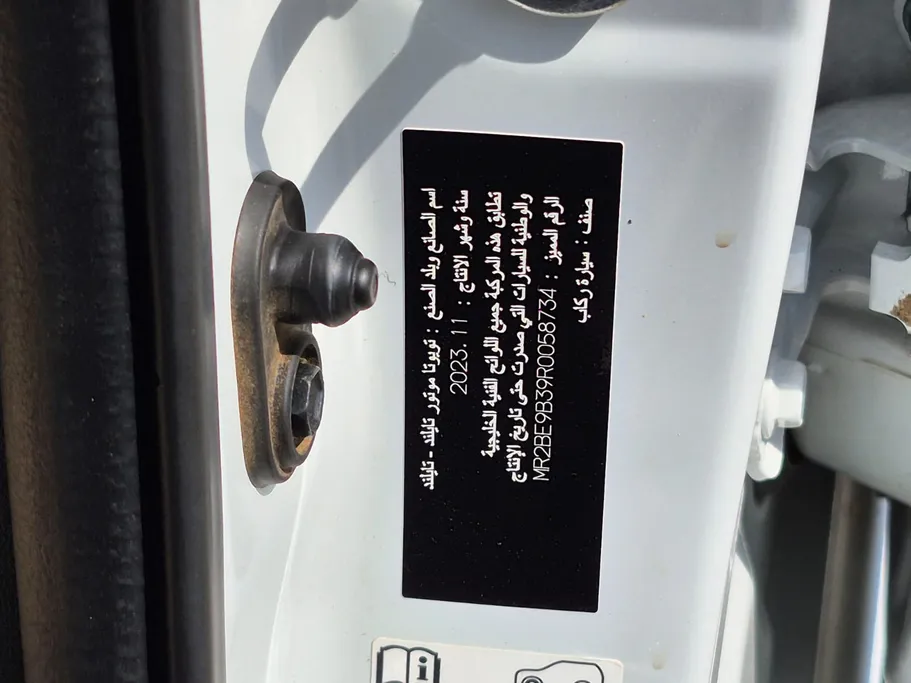 اسم الصانع وبلد الصنع : تويوتا موتور تايلند - تايلند
سنة وشهر الانتاج : 2023.11
تطابق هذه المركبة جميع اللوائح الفنية الخليجية
والوطنية للسيارات التي صدرت حتى تاريخ الإنتاج
الرقم المميز : MR2BE9B39R0058734
صنف : سيارة ركاب
i